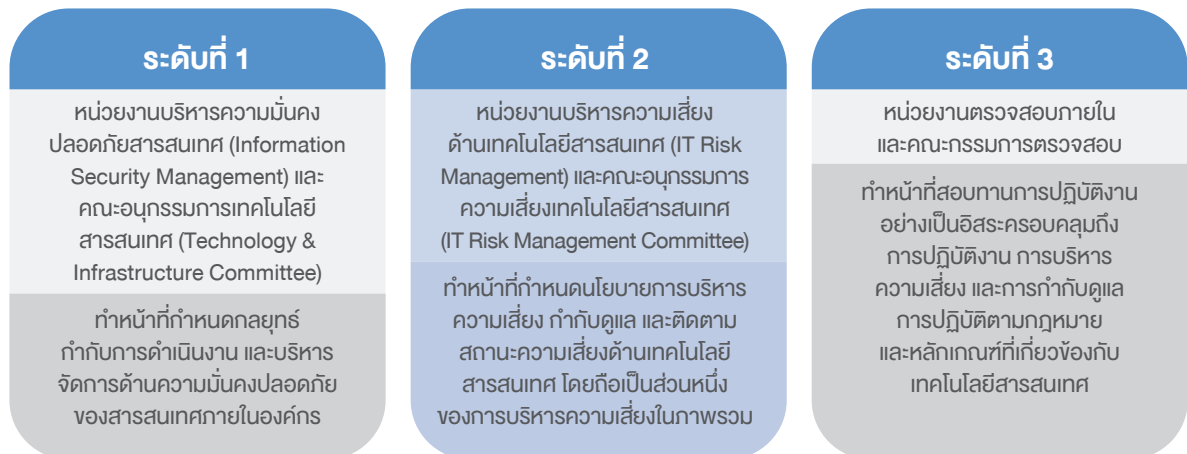 ระดับที่ 1
หน่วยงานบริหารความมั่นคง
ปลอดภัยสารสนเทศ (Information
Security Management) และ
คณะอนุกรรมการเทคโนโลยี
สารสนเทศ (Technology &
Infrastructure Committee)
ทำหน้าที่กำหนดกลยุทธ์
กำกับการดำเนินงาน และบริหาร
จัดการด้านความมั่นคงปลอดภัย
ของสารสนเทศภายในองค์กร
ระดับที่ 2
หน่วยงานบริหารความเสี่ยง
ด้านเทคโนโลยีสารสนเทศ (IT Risk
Management) และคณะอนุกรรมการ
ความเสี่ยงเทคโนโลยีสารสนเทศ
(IT Risk Management Committee)
ทำหน้าที่กำหนดนโยบายการบริหาร
ความเสี่ยง กำกับดูแล และติดตาม
สถานะความเสี่ยงด้านเทคโนโลยี
สารสนเทศ โดยถือเป็นส่วนหนึ่ง
ของการบริหารความเสี่ยงในภาพรวม
ระดับที่ 3
หน่วยงานตรวจสอบภายใน
และคณะกรรมการตรวจสอบ
ทำหน้าที่สอบทานการปฏิบัติงาน
อย่างเป็นอิสระครอบคลุมถึง
การปฏิบัติงาน การบริหาร
ความเสี่ยง และการกำกับดูแล
การปฏิบัติตามกฎหมาย
และหลักเกณฑ์ที่เกี่ยวข้องกับ
เทคโนโลยีสารสนเทศ